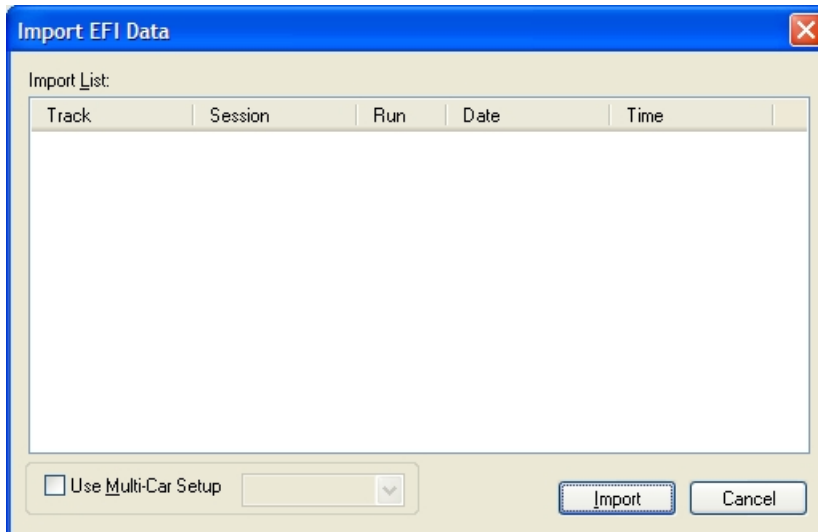 Import EFI Data
Import List:
Track Session Run Date Time
Use Multi-Car Setup
Import Cancel